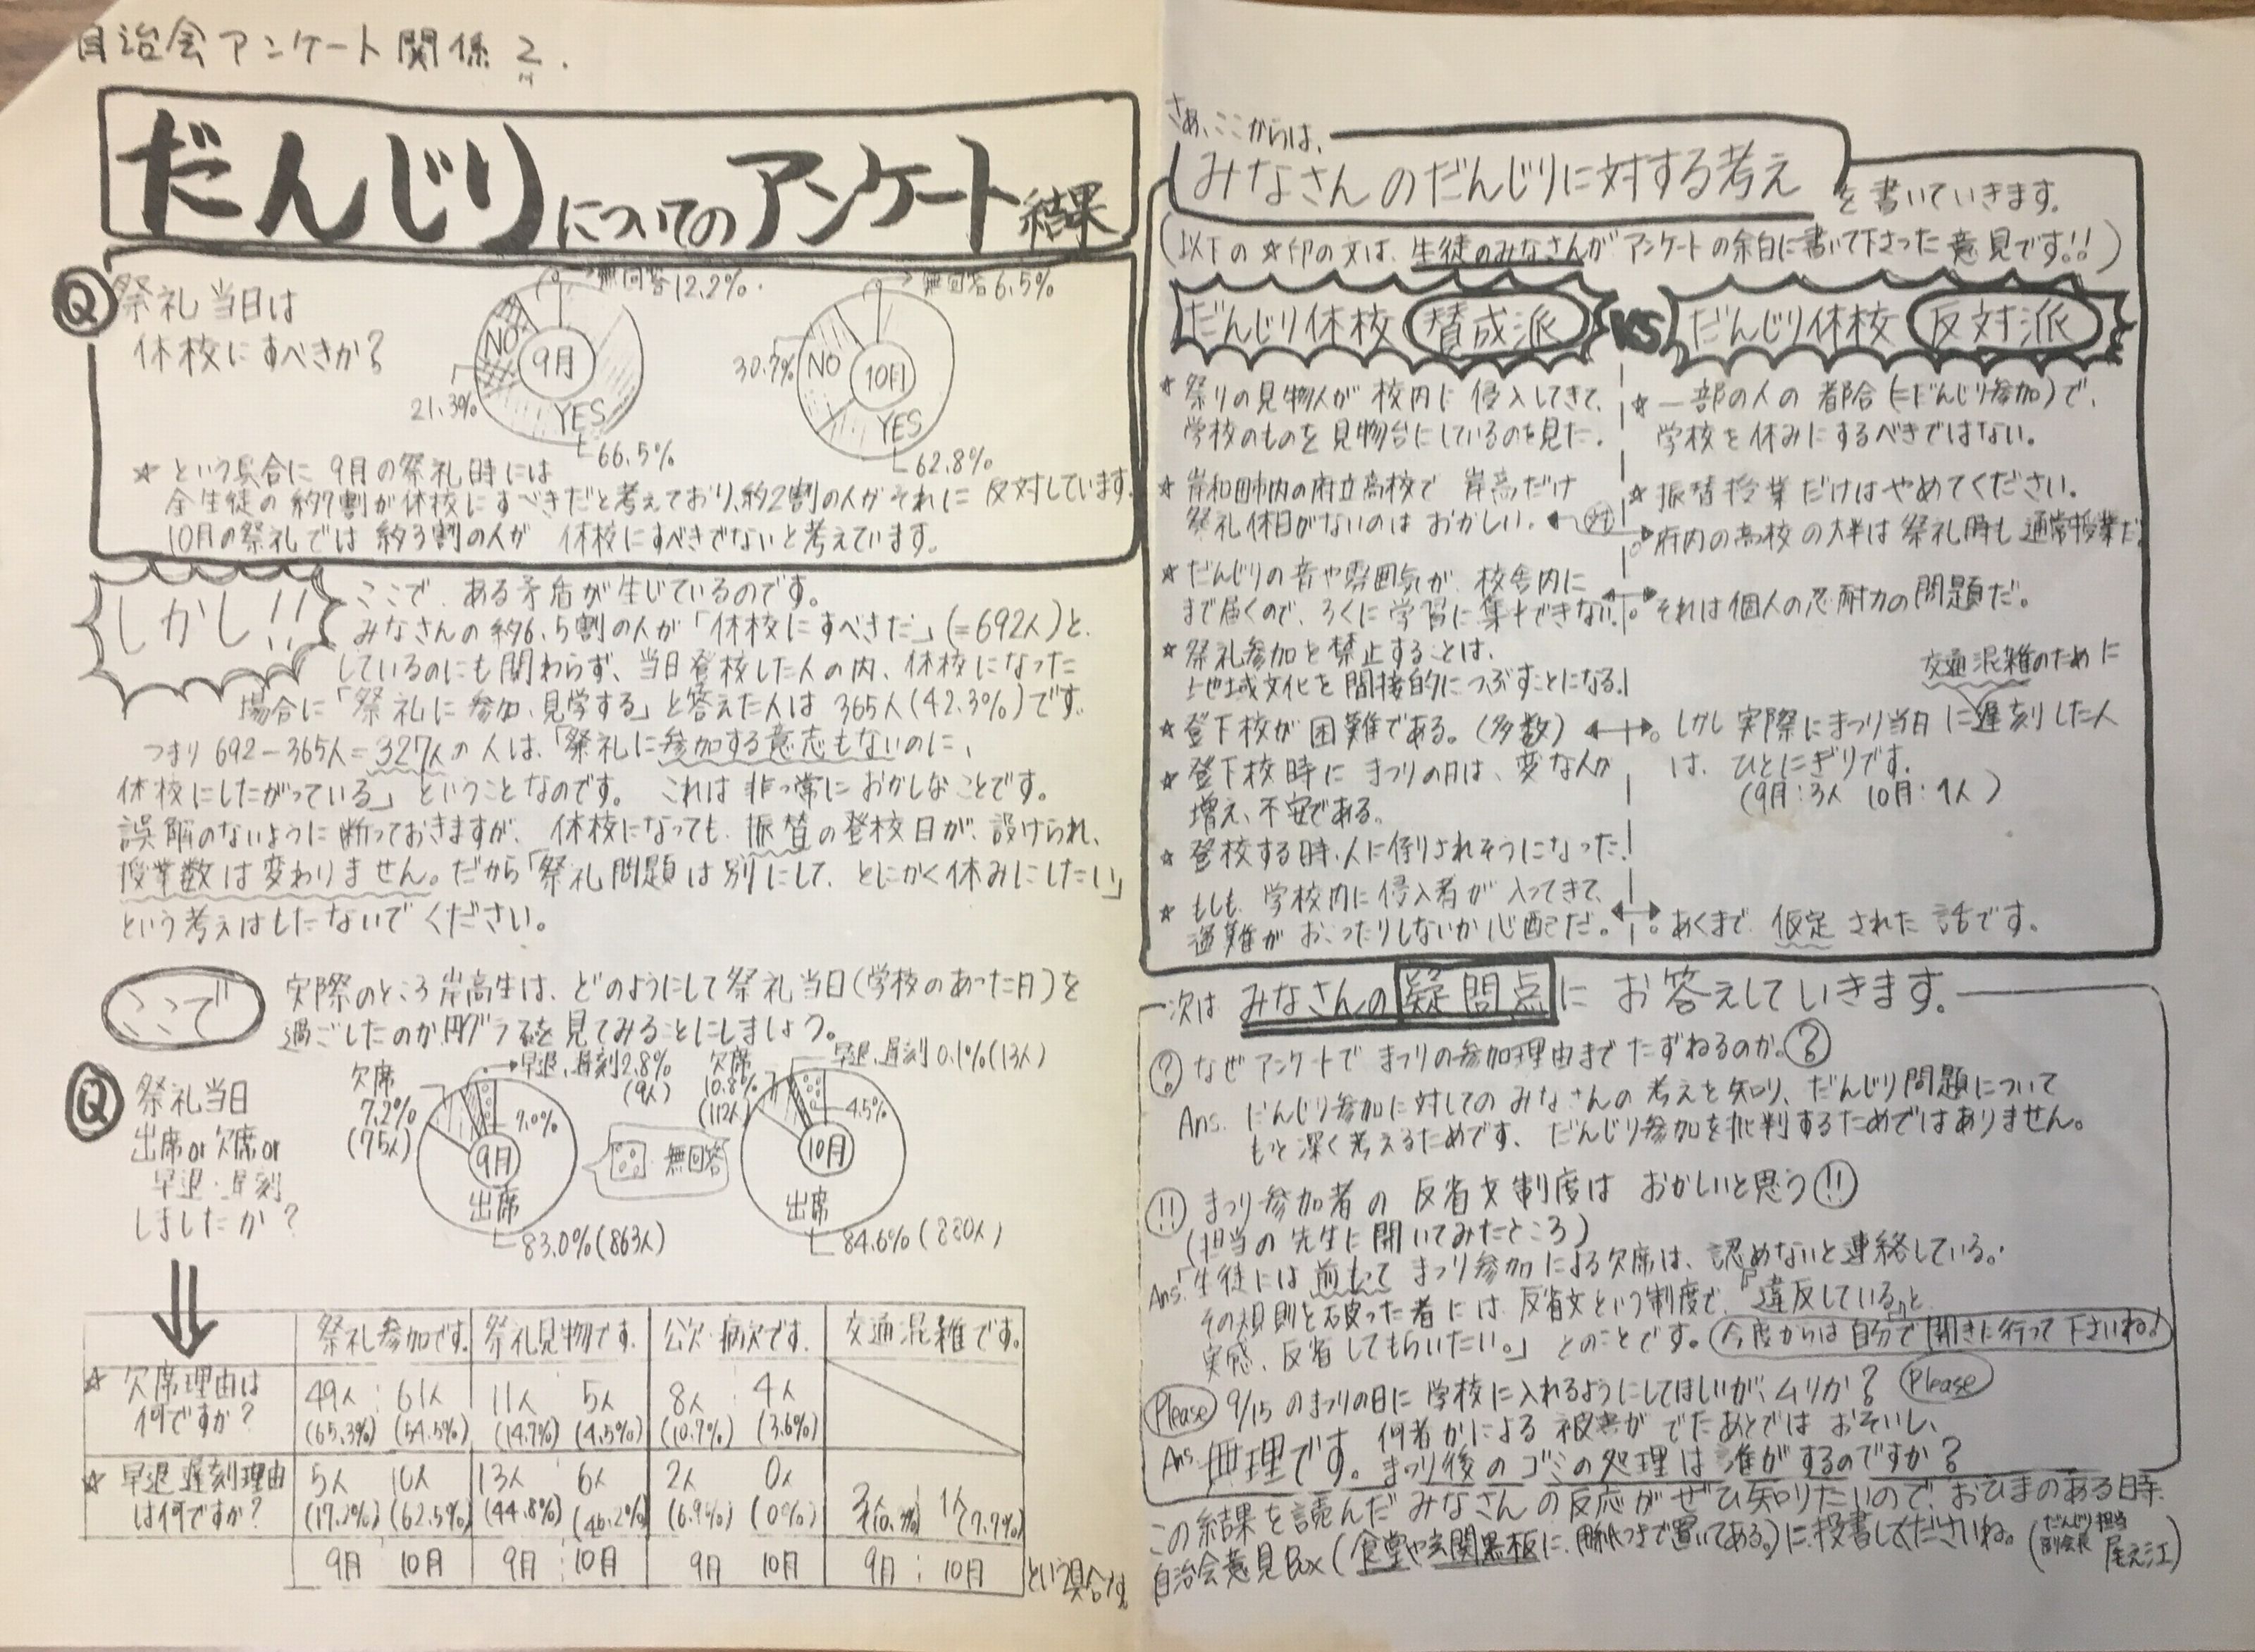 自治会アンケート関係 2.
だんじりについてのアンケート結果
Q 祭礼当日は
休校にすべきか?
無回答12.2%.
NO
9月
YES
21.3%
66.5%
無回答6.5%
30.7%
NO
10月
YES
62.8%
☆ という具合に 9月の祭礼時には
全生徒の約7割が休校にすべきだと考えており、約2割の人がそれに反対しています。
10月の祭礼では約3割の人が 休校にすべきでないと考えています。
しかし!!
ここで、ある矛盾が生じているのです。
みなさんの約6.5割の人が「休校にすべきだ」(=692人)と、
しているのにも関わらず、当日登校した人の内、休校になった
場合に「祭礼に参加、見学する」と答えた人は 365人(42.3%)です。
つまり 692-365人=327人の人は、「祭礼に参加する意志もないのに、
休校にしたがっている」ということなのです。 これは非っ常におかしなことです。
誤解のないように断っておきますが、休校になっても、振替の登校日が、設けられ、
授業数は変わりません。だから「祭礼問題は別にして、とにかく休みにしたい」
という考えはしたないでください。
ここで
実際のところ岸高生は、どのようにして祭礼当日(学校のあった日)を
過ごしたのか、円グラフを見てみることにしましょう。
Q 祭礼当日
出席or欠席or
早退・遅刻
しましたか?
欠席
7.2%
(75人)
早退、遅刻2.8%
(9人)
7.0%
9月
出席
83.0%(863人)
無回答
欠席
10.8%
(112人)
早退、遅刻 0.1%(13人)
4.5%
10月
出席
84.6%(880人)
祭礼参加です。 祭礼見物です。 公欠・病欠です。 交通混雑です。
☆ 欠席理由は
何ですか?
49人 61人 11人 5人 8人 4人
(65.3%) (54.5%) (14.7%) (4.5%) (10.7%) (3.6%)
☆ 早退 遅刻理由
は何ですか?
5人 10人 13人 6人 2人 0人
(17.2%) (62.5%) (44.8%) (46.2%) (6.9%) (0%)
3人 1人(7.7%)
9月 10月 9月 10月 9月 10月 9月 10月
という具合です。
さあ、ここからは、
みなさんのだんじりに対する考え
を書いていきます。
(以下の☆印の文は、生徒のみなさんがアンケートの余白に書いて下さった意見です!!)
だんじり休校 賛成派 VS だんじり休校 反対派
☆ 祭りの見物人が校内に侵入してきて、
学校のものを見物台にしているのを見た。
☆ 岸和田市内の府立高校で 岸高だけ
祭礼休日がないのはおかしい。
対
☆ だんじりの音や雰囲気が、校舎内に
まで届くので、ろくに学習に集中できない。
☆ 祭礼参加を禁止することは、
地域文化を間接的につぶすことになる。
☆ 登下校が困難である。(多数)
☆ 登下校時に まつりの日は、変な人が
増え、不安である。
☆ 登校する時、人に倒されそうになった。
☆ もしも、学校内に侵入者が入ってきて、
盗難がおこったりしないか心配だ。
☆ 一部の人の都合(=だんじり参加)で、
学校を休みにするべきではない。
☆ 振替授業だけはやめてください。
。府内の高校の大半は祭礼時も通常授業だ。
。それは個人の忍耐力の問題だ。
交通混雑のために
。しかし実際にまつり当日に遅刻した人
は、ひとにぎりです。
(9月:3人 10月:1人)
。あくまで 仮定 された 話です。
次は みなさんの疑問点に お答えしていきます。
? なぜアンケートで まつりの参加理由までたずねるのか。?
Ans. だんじり参加に対してのみなさんの考えを知り、だんじり問題について
もっと深く考えるためです、だんじり参加を批判するためではありません。
!! まつり参加者の 反省文制度は おかしいと思う !!
(担当の先生に聞いてみたところ)
Ans.「生徒には前もって まつり参加による欠席は、認めないと連絡している。
その規則を破った者には、反省文という制度で、『違反している』と
実感、反省してもらいたい。」 とのことです。 今度からは自分で聞きに行って下さいね!
Please 9/15のまつりの日に 学校に入れるようにしてほしいが、ムリか? Please
Ans. 無理です。何者かによる被害がでたあとではおそいし、
まつり後のゴミの処理は誰がするのですか?
この結果を読んだみなさんの反応がぜひ知りたいので、おひまのある時、
自治会意見Box(食堂や玄関黒板に、用紙つきで置いてある。)に投書してくださいね。
(だんじり担当
副会長